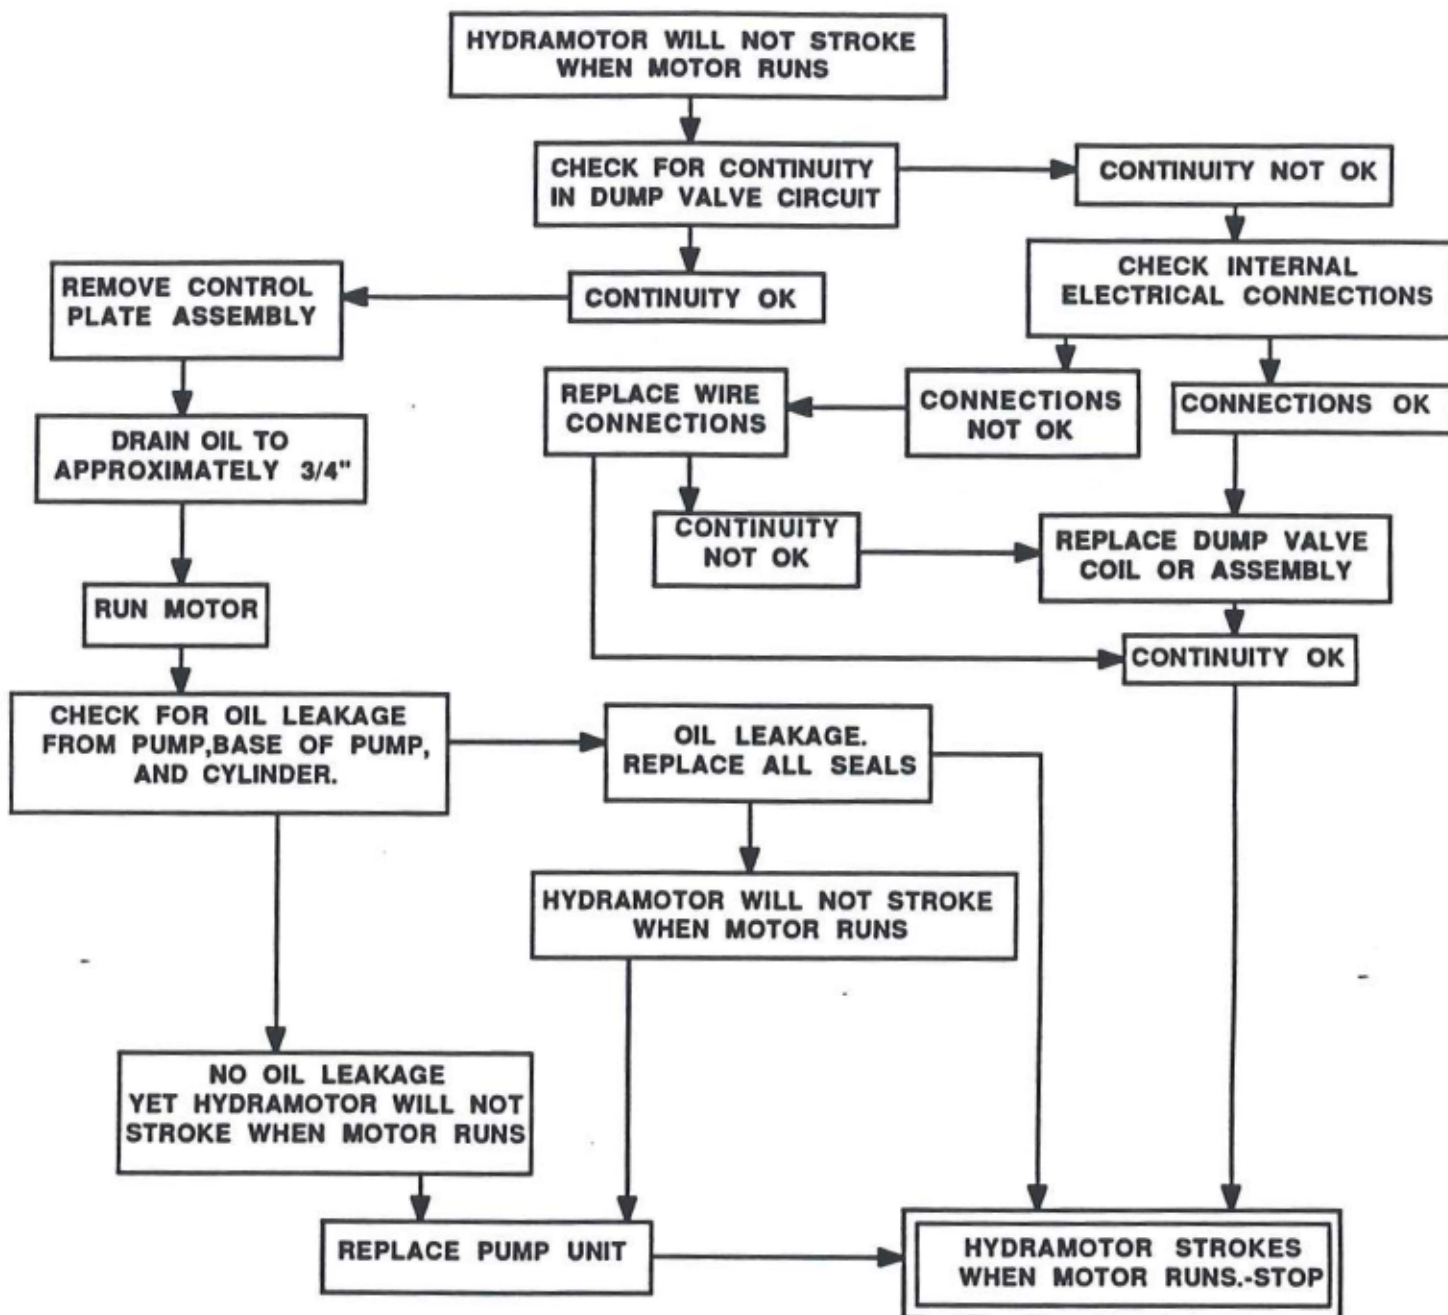 HYDRAMOTOR WILL NOT STROKE
WHEN MOTOR RUNS
CHECK FOR CONTINUITY
IN DUMP VALVE CIRCUIT
CONTINUITY NOT OK
CONTINUITY OK
CHECK INTERNAL
ELECTRICAL CONNECTIONS
REMOVE CONTROL
PLATE ASSEMBLY
REPLACE WIRE
CONNECTIONS
CONNECTIONS
NOT OK
CONNECTIONS OK
DRAIN OIL TO
APPROXIMATELY 3/4"
CONTINUITY
NOT OK
REPLACE DUMP VALVE
COIL OR ASSEMBLY
RUN MOTOR
CONTINUITY OK
CHECK FOR OIL LEAKAGE
FROM PUMP,BASE OF PUMP,
AND CYLINDER.
OIL LEAKAGE.
REPLACE ALL SEALS
HYDRAMOTOR WILL NOT STROKE
WHEN MOTOR RUNS
NO OIL LEAKAGE
YET HYDRAMOTOR WILL NOT
STROKE WHEN MOTOR RUNS
REPLACE PUMP UNIT
HYDRAMOTOR STROKES
WHEN MOTOR RUNS.-STOP